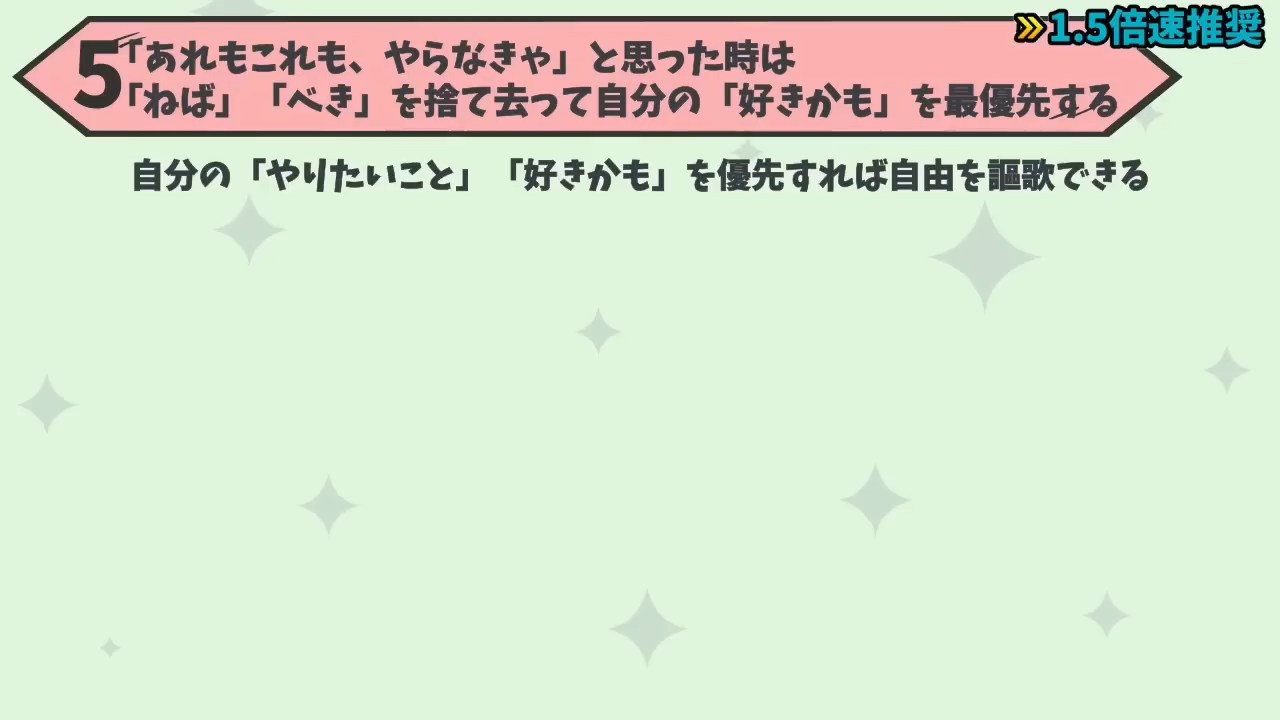 1.5倍速推奨
5
「あれもこれも、やらなきゃ」と思った時は
「ねば」「べき」を捨て去って自分の「好きかも」を最優先する
自分の「やりたいこと」「好きかも」を優先すれば自由を謳歌できる